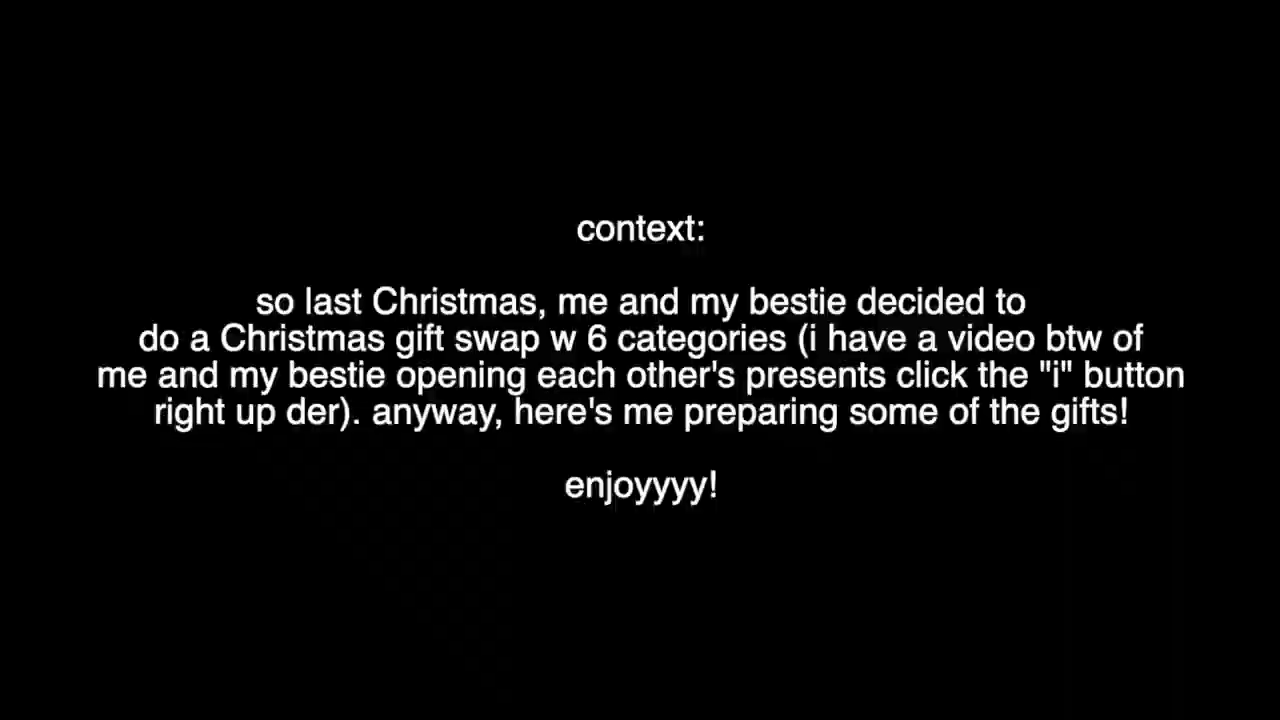 context:
so last Christmas, me and my bestie decided to
do a Christmas gift swap w 6 categories (i have a video btw of
me and my bestie opening each other's presents click the "i" button
right up der). anyway, here's me preparing some of the gifts!
enjoyyyy!